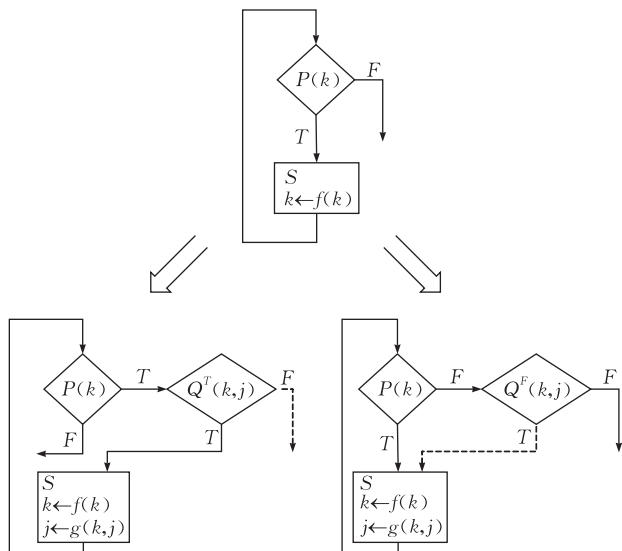 P(k)
F
T
S
k←f(k)
P(k)
T
Q^T(k,j)
F
F
T
S
k←f(k)
j←g(k,j)
P(k)
F
Q^F(k,j)
F
T
T
S
k←f(k)
j←g(k,j)